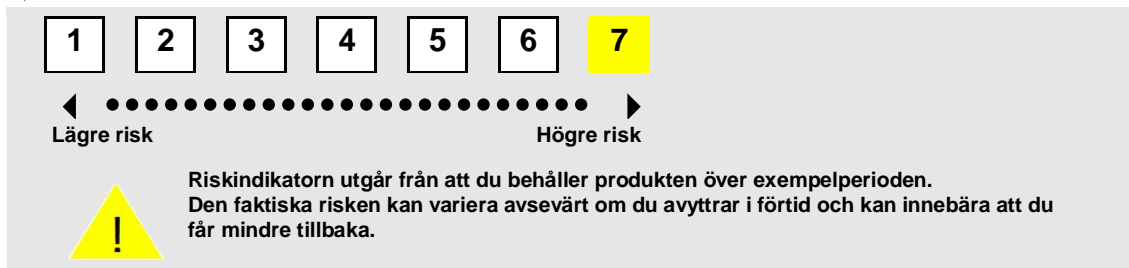 1 2 3 4 5 6 7
Lägre risk Högre risk
Riskindikatorn utgår från att du behåller produkten över exempelperioden.
Den faktiska risken kan variera avsevärt om du avyttrar i förtid och kan innebära att du
får mindre tillbaka.
!